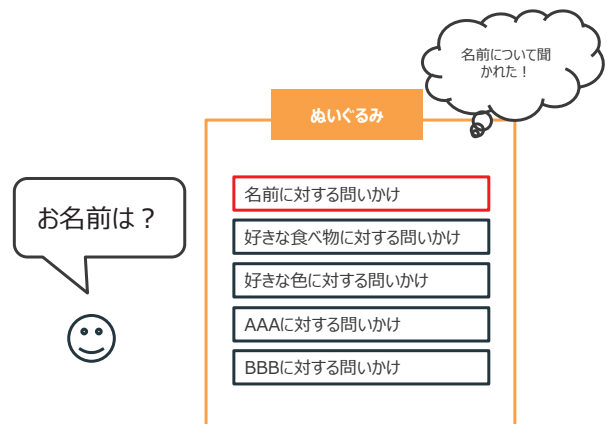 名前について聞
かれた！
ぬいぐるみ
お名前は？
名前に対する問いかけ
好きな食べ物に対する問いかけ
好きな色に対する問いかけ
AAAに対する問いかけ
BBBに対する問いかけ